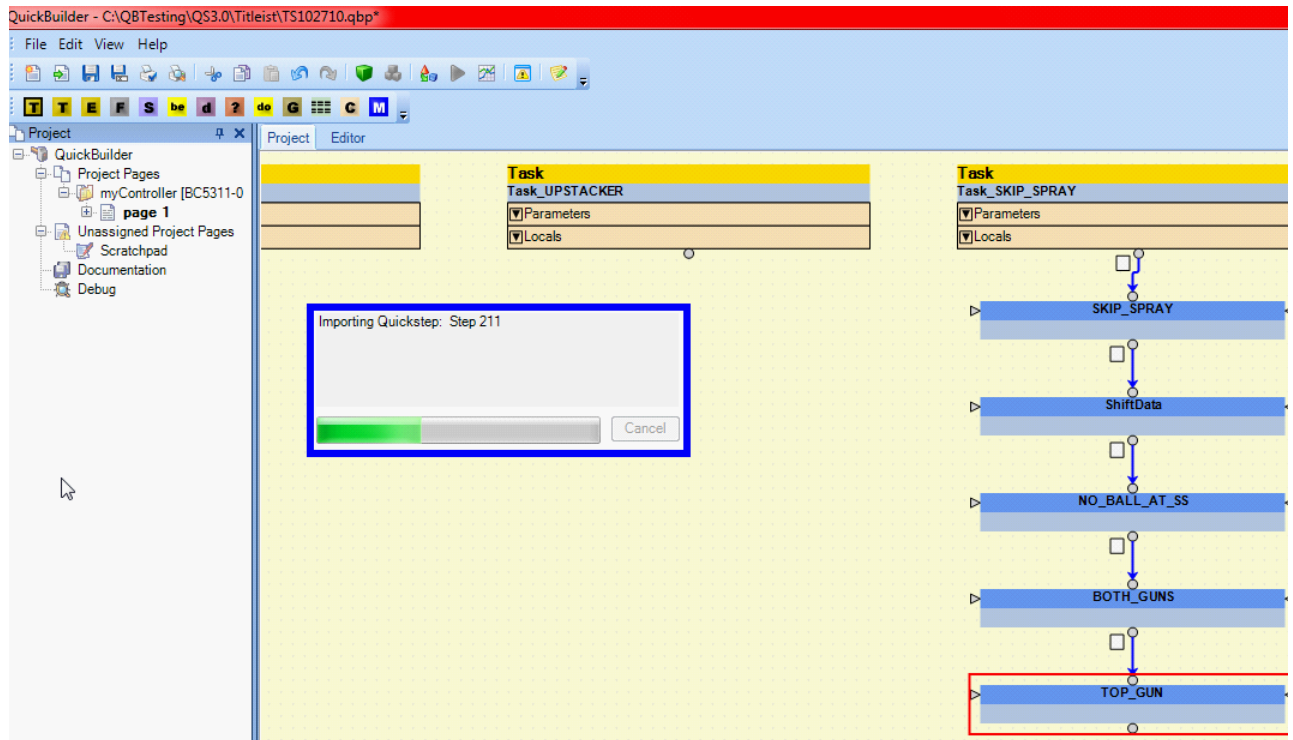 QuickBuilder - C:\QBTesting\QS3.0\Titleist\TS102710.qbp*
File Edit View Help
T T E F S be d ? do G C M
Project
Project Editor
QuickBuilder
Project Pages
myController [BC5311-0
page 1
Unassigned Project Pages
Scratchpad
Documentation
Debug
Task
Task_UPSTACKER
Parameters
Locals
Task
Task_SKIP_SPRAY
Parameters
Locals
Importing Quickstep: Step 211
Cancel
SKIP_SPRAY
ShiftData
NO_BALL_AT_SS
BOTH_GUNS
TOP_GUN